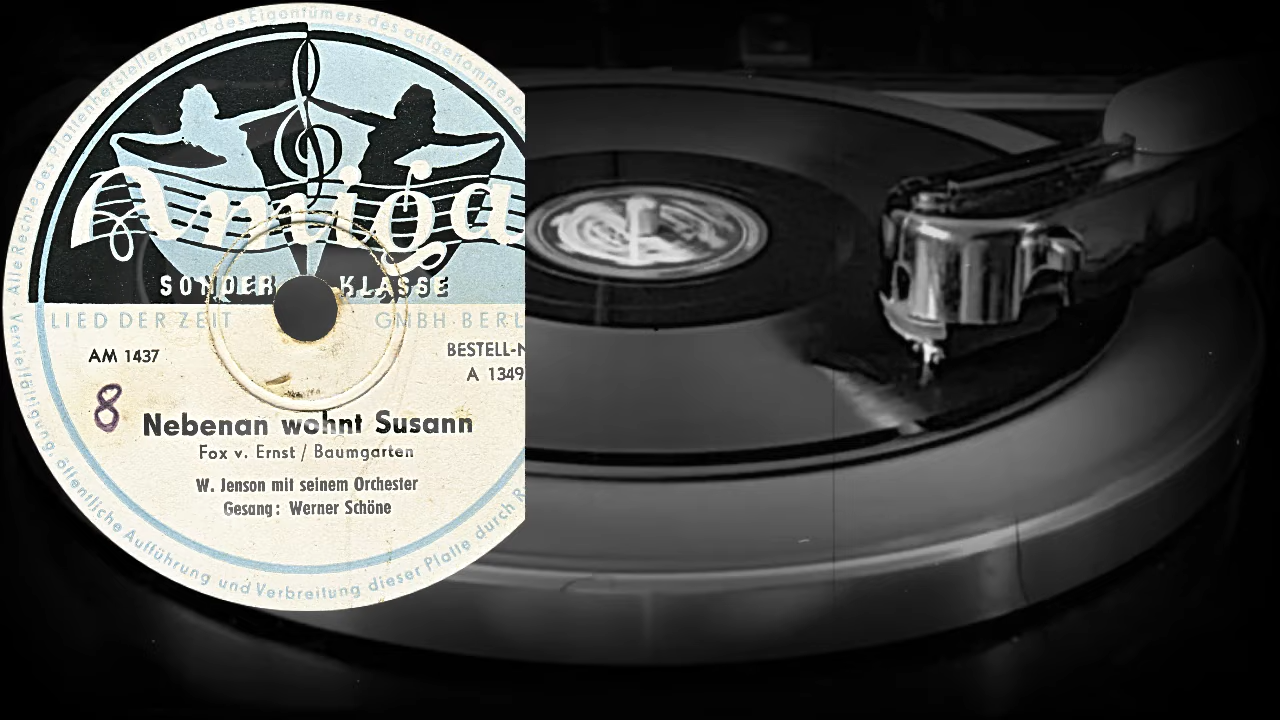 Alle Rechte des Plattenherstellers und des Eigentümers des aufgenommenen
Amiga
SONDER KLASSE
LIED DER ZEIT GMBH · BERL
AM 1437
BESTELL-N
A 1349
8
Nebenan wohnt Susann
Fox v. Ernst / Baumgarten
W. Jenson mit seinem Orchester
Gesang: Werner Schöne
Vervielfältigung, öffentliche Aufführung und Verbreitung dieser Platte durch R